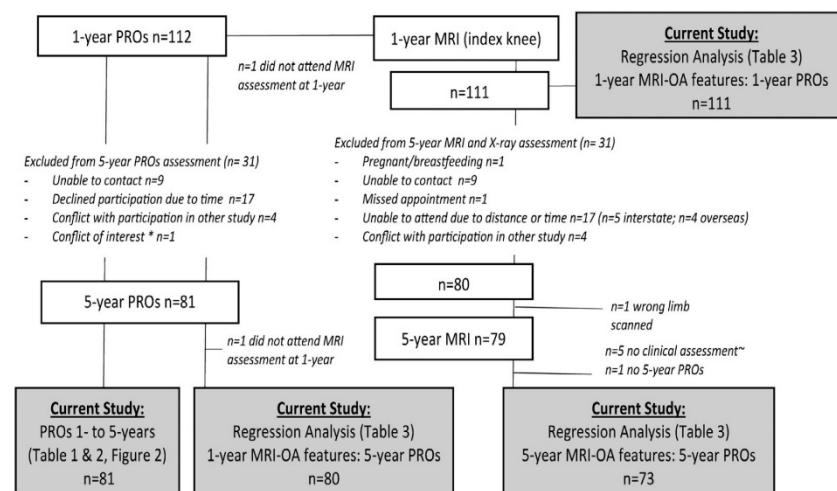 1-year PROs n=112
1-year MRI (index knee)
n=1 did not attend MRI
assessment at 1-year
n=111
Current Study:
Regression Analysis (Table 3)
1-year MRI-OA features: 1-year PROs
n=111
Excluded from 5-year PROs assessment (n= 31)
- Unable to contact n=9
- Declined participation due to time n=17
- Conflict with participation in other study n=4
- Conflict of interest * n=1
Excluded from 5-year MRI and X-ray assessment (n= 31)
- Pregnant/breastfeeding n=1
- Unable to contact n=9
- Missed appointment n=1
- Unable to attend due to distance or time n=17 (n=5 interstate; n=4 overseas)
- Conflict with participation in other study n=4
5-year PROs n=81
n=80
n=1 wrong limb
scanned
5-year MRI n=79
n=1 did not attend MRI
assessment at 1-year
n=5 no clinical assessment~
n=1 no 5-year PROs
Current Study:
PROs 1- to 5-years
(Table 1 & 2, Figure 2)
n=81
Current Study:
Regression Analysis (Table 3)
1-year MRI-OA features: 5-year PROs
n=80
Current Study:
Regression Analysis (Table 3)
5-year MRI-OA features: 5-year PROs
n=73